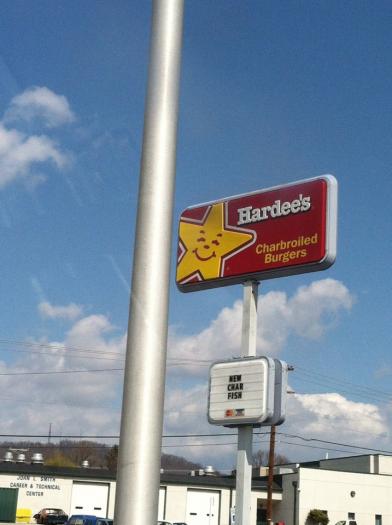 Hardee's
Charbroiled
Burgers
NEW
CHAR
FISH
JOHN L. SMITH
CAREER & TECHNICAL
CENTER